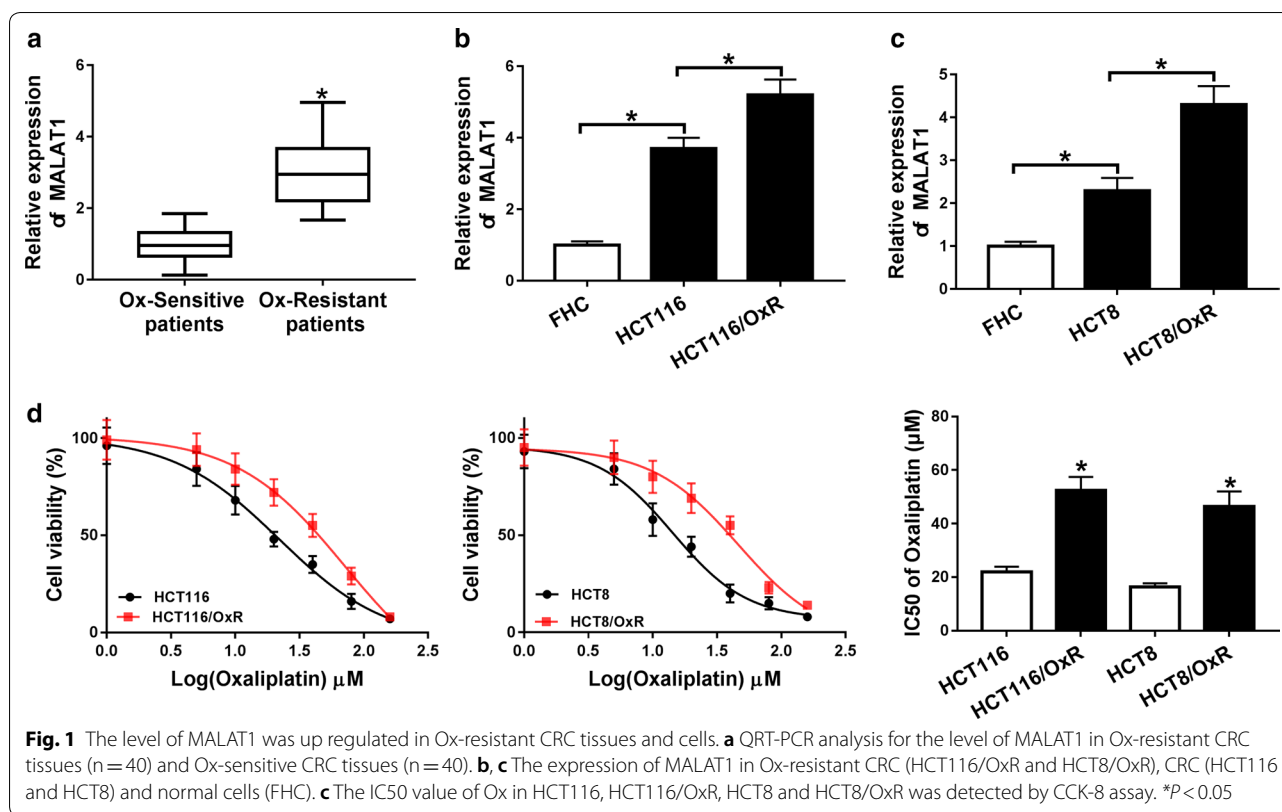 a
Relative expression
of MALAT1
6
4
2
0
*
Ox-Sensitive
patients
Ox-Resistant
patients
b
Relative expression
of MALAT1
8
6
4
2
0
*
*
FHC
HCT116
HCT116/OxR
c
Relative expression
of MALAT1
5
4
3
2
1
0
*
*
FHC
HCT8
HCT8/OxR
d
Cell viability (%)
100
50
0
HCT116
HCT116/OxR
0.0 0.5 1.0 1.5 2.0 2.5
Log(Oxaliplatin) μM
Cell viability (%)
100
50
0
HCT8
HCT8/OxR
0.0 0.5 1.0 1.5 2.0 2.5
Log(Oxaliplatin) μM
IC50 of Oxaliplatin (μM)
80
60
40
20
0
*
*
HCT116
HCT116/OxR
HCT8
HCT8/OxR
Fig. 1 The level of MALAT1 was up regulated in Ox-resistant CRC tissues and cells. a QRT-PCR analysis for the level of MALAT1 in Ox-resistant CRC
tissues (n = 40) and Ox-sensitive CRC tissues (n = 40). b, c The expression of MALAT1 in Ox-resistant CRC (HCT116/OxR and HCT8/OxR), CRC (HCT116
and HCT8) and normal cells (FHC). c The IC50 value of Ox in HCT116, HCT116/OxR, HCT8 and HCT8/OxR was detected by CCK-8 assay. *P < 0.05